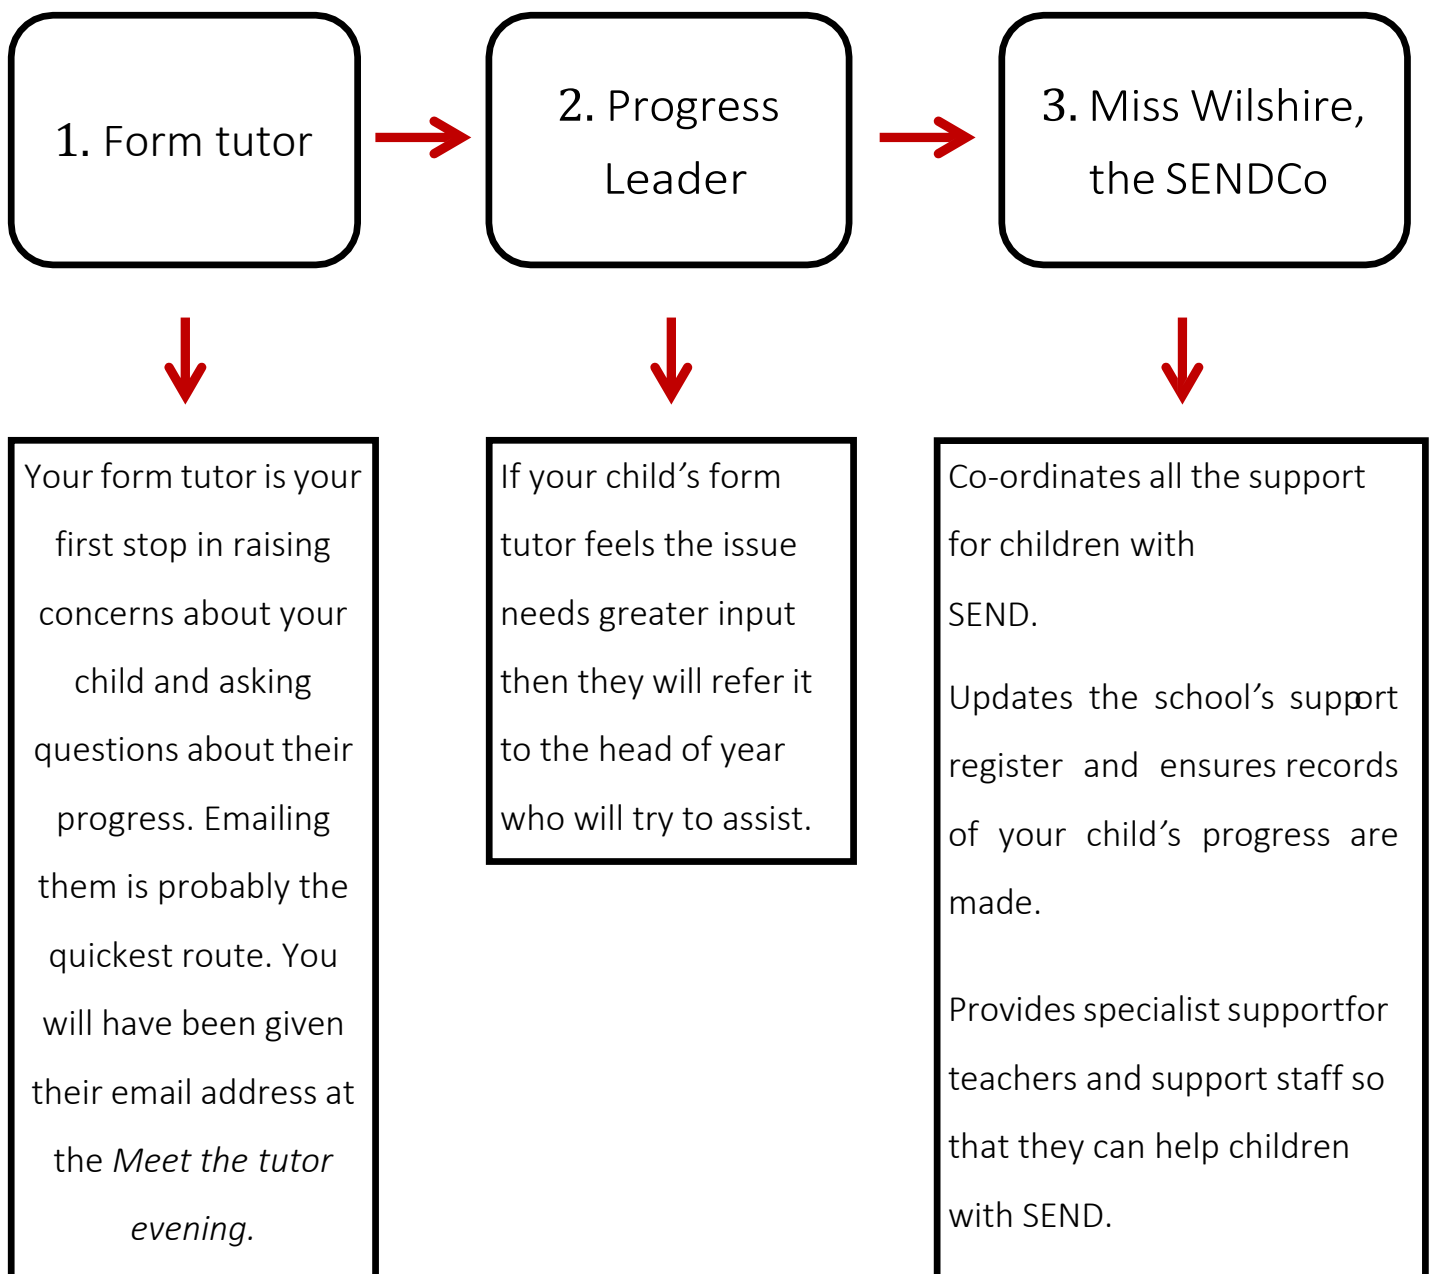 1. Form tutor
2. Progress
Leader
3. Miss Wilshire,
the SENDCo
Your form tutor is your
first stop in raising
concerns about your
child and asking
questions about their
progress. Emailing
them is probably the
quickest route. You
will have been given
their email address at
the Meet the tutor
evening.
If your child’s form
tutor feels the issue
needs greater input
then they will refer it
to the head of year
who will try to assist.
Co-ordinates all the support
for children with
SEND.
Updates the school’s support
register and ensures records
of your child’s progress are
made.
Provides specialist supportfor
teachers and support staff so
that they can help children
with SEND.